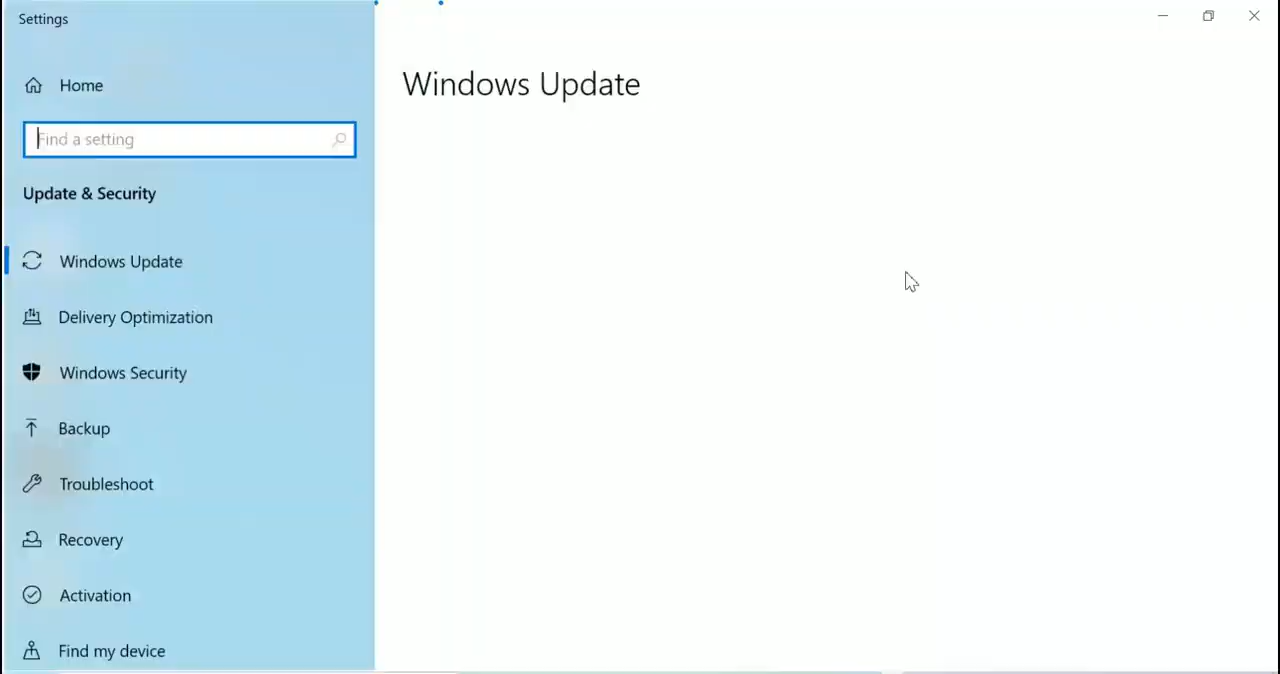 Settings
Home
Find a setting
Update & Security
Windows Update
Delivery Optimization
Windows Security
Backup
Troubleshoot
Recovery
Activation
Find my device
Windows Update